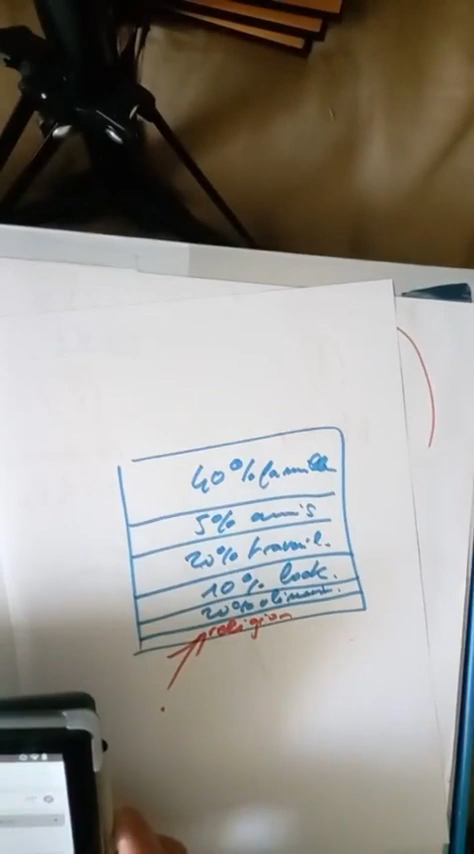 40% famille
5% amis
20% travail.
10% look.
20% aliment.
religion